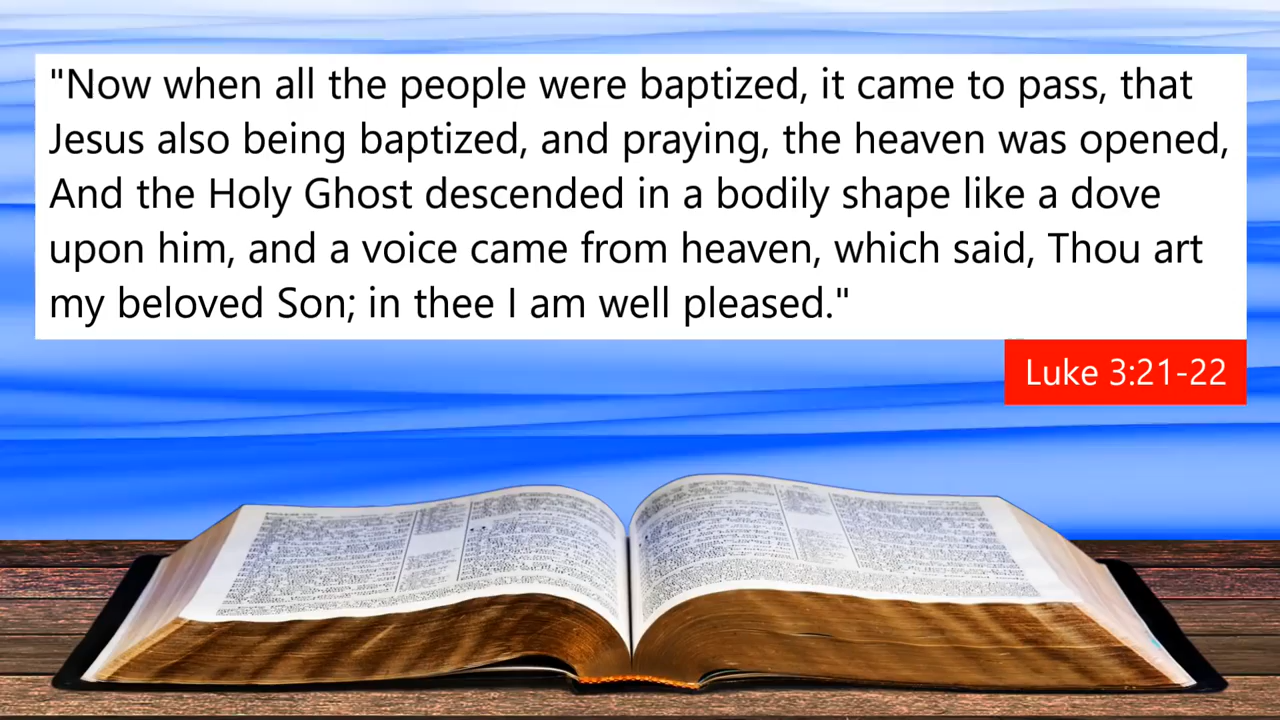 "Now when all the people were baptized, it came to pass, that
Jesus also being baptized, and praying, the heaven was opened,
And the Holy Ghost descended in a bodily shape like a dove
upon him, and a voice came from heaven, which said, Thou art
my beloved Son; in thee I am well pleased."
Luke 3:21-22